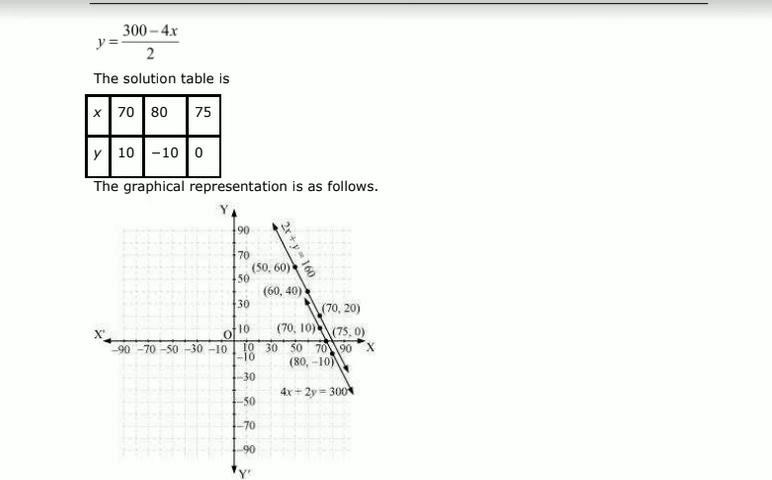 y = 300 – 4x / 2
The solution table is
x 70 80 75
y 10 –10 0
The graphical representation is as follows.
Y
90
2x + y = 160
70
(50, 60)
50
(60, 40)
30
(70, 20)
10
(70, 10)
(75, 0)
X'
O
–90 –70 –50 –30 –10 10 30 50 70 90 X
–10
(80, –10)
–30
4x + 2y = 300
–50
–70
–90
Y'